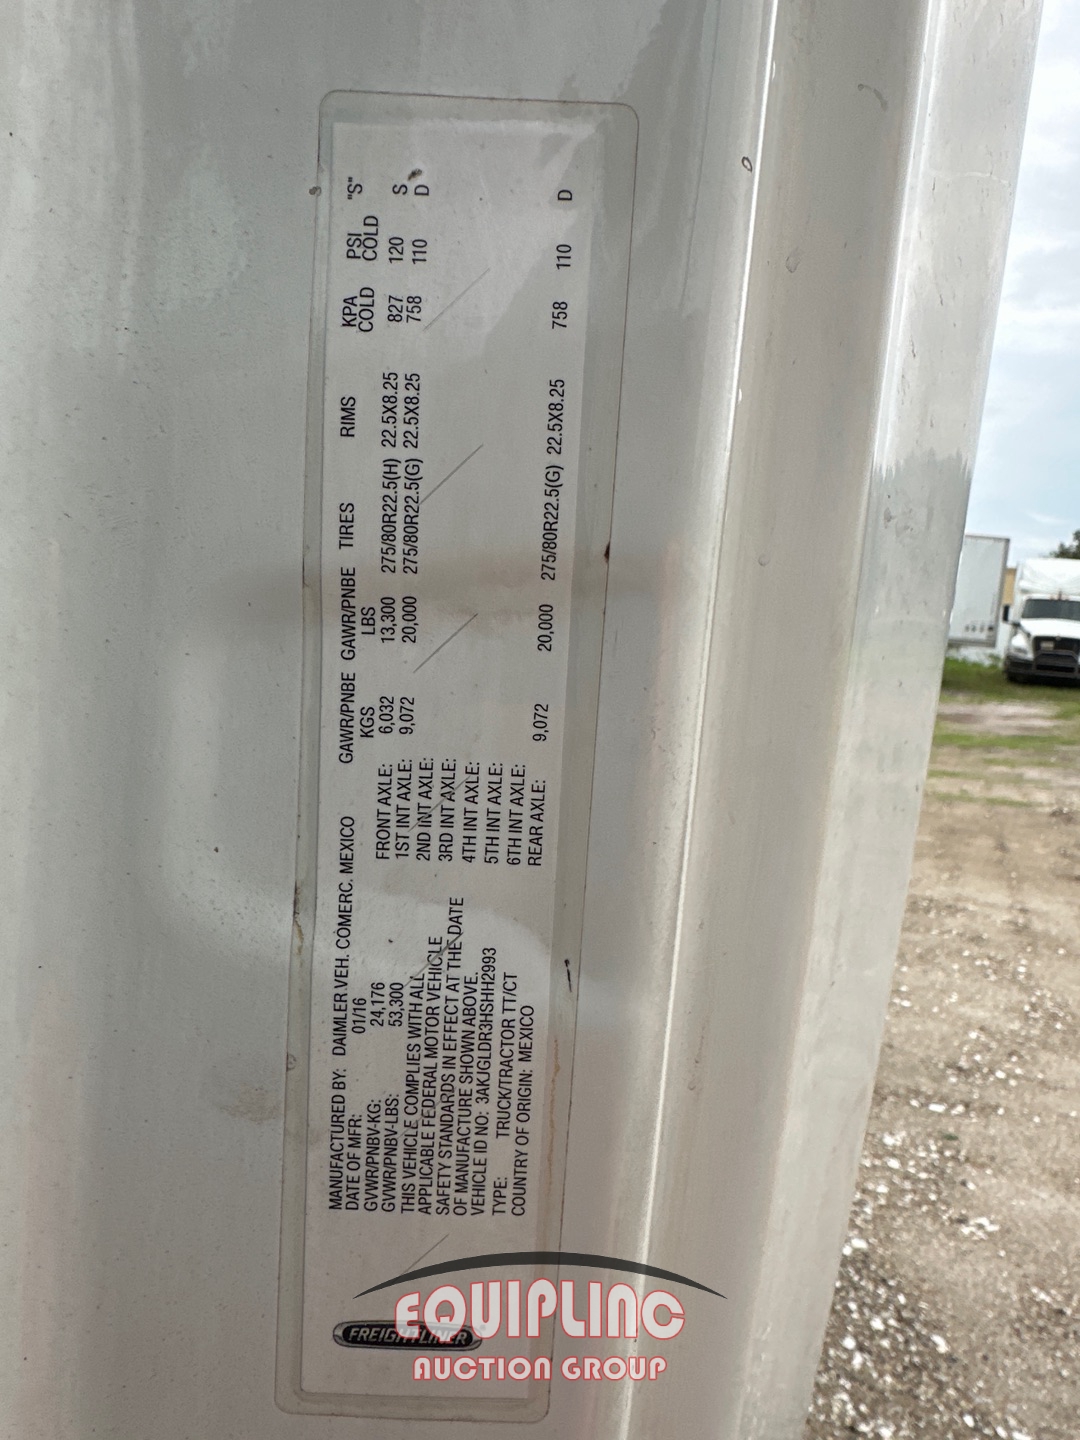 FREIGHTLINER
MANUFACTURED BY: DAIMLER.VEH. COMERC. MEXICO
DATE OF MFR: 01/16
GVWR/PNBV-KG: 24,176
GVWR/PNBV-LBS: 53,300
THIS VEHICLE COMPLIES WITH ALL
APPLICABLE FEDERAL MOTOR VEHICLE
SAFETY STANDARDS IN EFFECT AT THE DATE
OF MANUFACTURE SHOWN ABOVE.
VEHICLE ID NO: 3AKJGLDR3HSHH2993
TYPE: TRUCK/TRACTOR TT/CT
COUNTRY OF ORIGIN: MEXICO
GAWR/PNBE GAWR/PNBE TIRES RIMS KPA PSI "S"
KGS LBS COLD COLD
FRONT AXLE: 6,032 13,300 275/80R22.5(H) 22.5X8.25 827 120 S
1ST INT AXLE: 9,072 20,000 275/80R22.5(G) 22.5X8.25 758 110 D
2ND INT AXLE:
3RD INT AXLE:
4TH INT AXLE:
5TH INT AXLE:
6TH INT AXLE:
REAR AXLE: 9,072 20,000 275/80R22.5(G) 22.5X8.25 758 110 D
EQUIPLINC
AUCTION GROUP